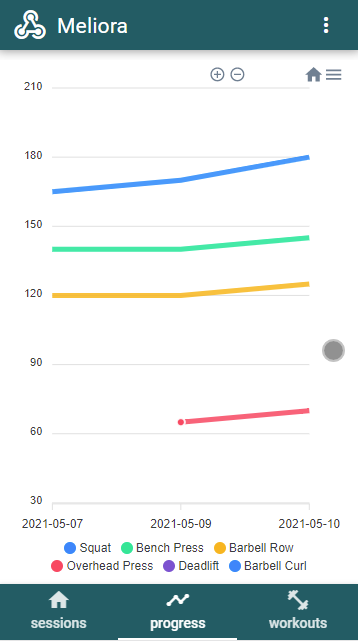 Meliora
210
180
150
120
90
60
30
2021-05-07 2021-05-09 2021-05-10
Squat Bench Press Barbell Row
Overhead Press Deadlift Barbell Curl
sessions progress workouts